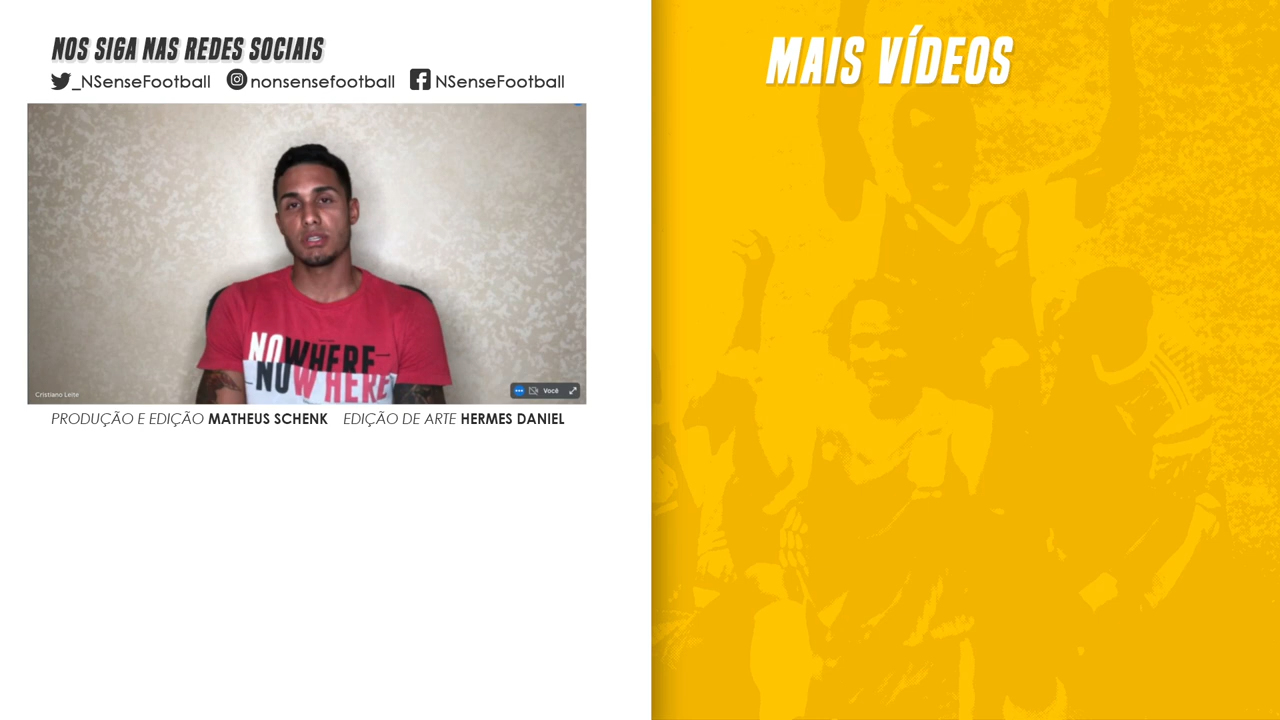 NOS SIGA NAS REDES SOCIAIS
_NSenseFootball nonsensefootball NSenseFootball
NOWHERE
NOW HERE
Cristiano Leite
Você
PRODUÇÃO E EDIÇÃO MATHEUS SCHENK EDIÇÃO DE ARTE HERMES DANIEL
MAIS VÍDEOS